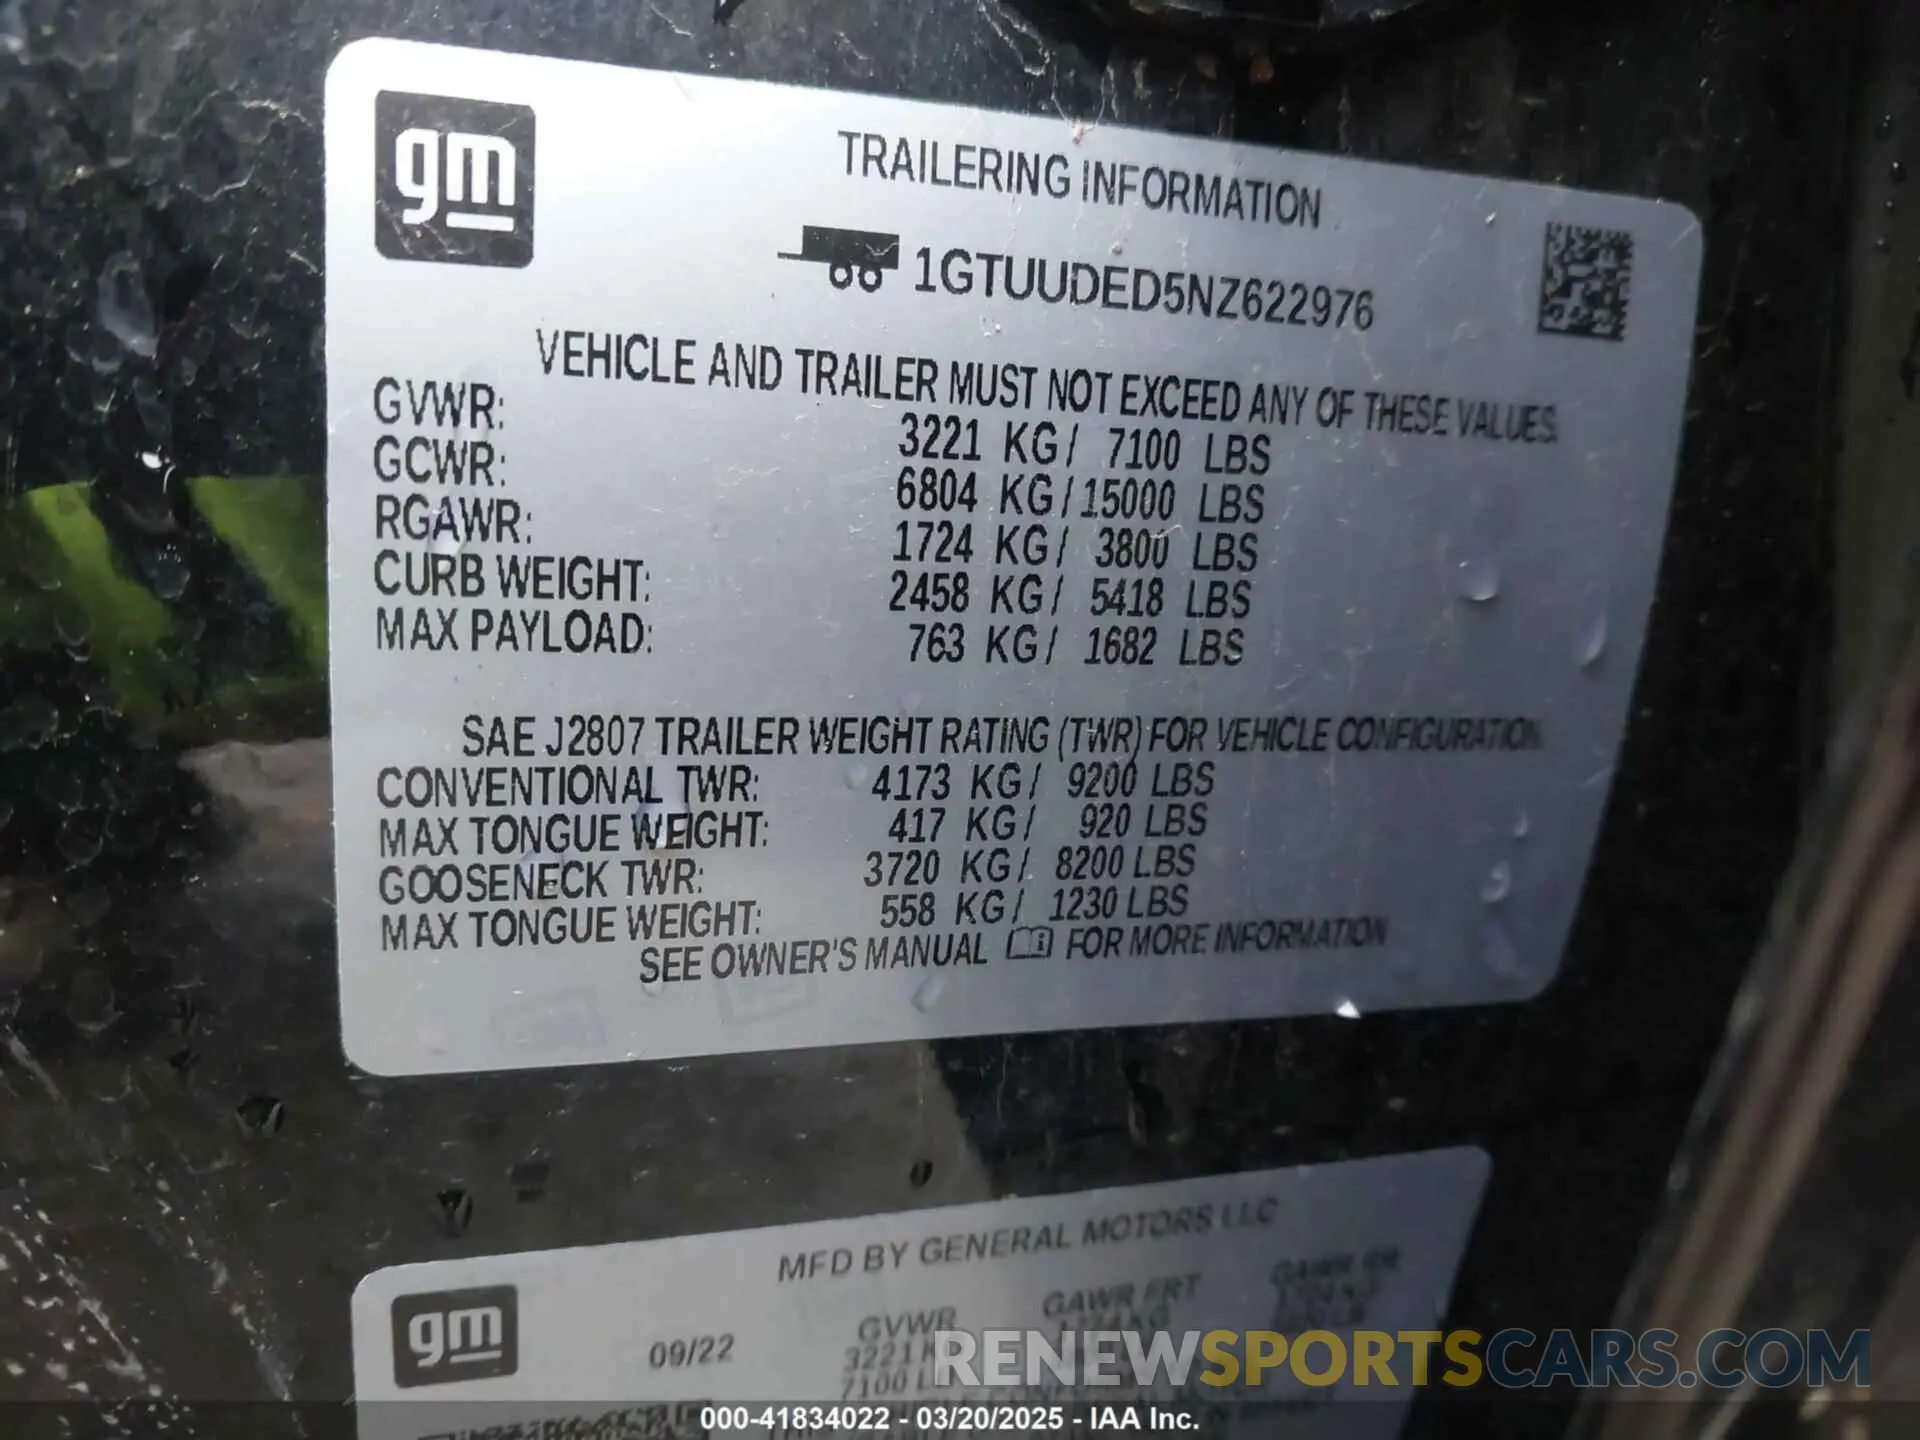 gm
TRAILERING INFORMATION
1GTUUDED5NZ622976
VEHICLE AND TRAILER MUST NOT EXCEED ANY OF THESE VALUES
GVWR: 3221 KG/ 7100 LBS
GCWR: 6804 KG/15000 LBS
RGAWR: 1724 KG/ 3800 LBS
CURB WEIGHT: 2458 KG/ 5418 LBS
MAX PAYLOAD: 763 KG/ 1682 LBS
SAE J2807 TRAILER WEIGHT RATING (TWR) FOR VEHICLE CONFIGURATION
CONVENTIONAL TWR: 4173 KG/ 9200 LBS
MAX TONGUE WEIGHT: 417 KG/ 920 LBS
GOOSENECK TWR: 3720 KG/ 8200 LBS
MAX TONGUE WEIGHT: 558 KG/ 1230 LBS
SEE OWNER'S MANUAL FOR MORE INFORMATION
gm
MFD BY GENERAL MOTORS LLC
09/22
GVWR GAWR FRT GAWR RR
3221
7100
RENEWSPORTSCARS.COM
000-41834022 - 03/20/2025 - IAA Inc.